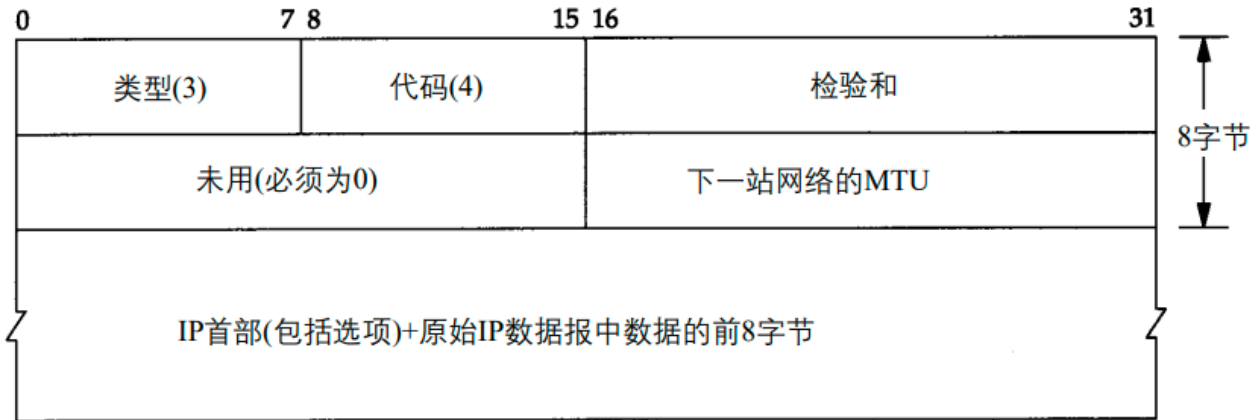 0 7 8 15 16 31
类型(3) 代码(4) 检验和
8字节
未用(必须为0) 下一站网络的MTU
IP首部(包括选项)+原始IP数据报中数据的前8字节